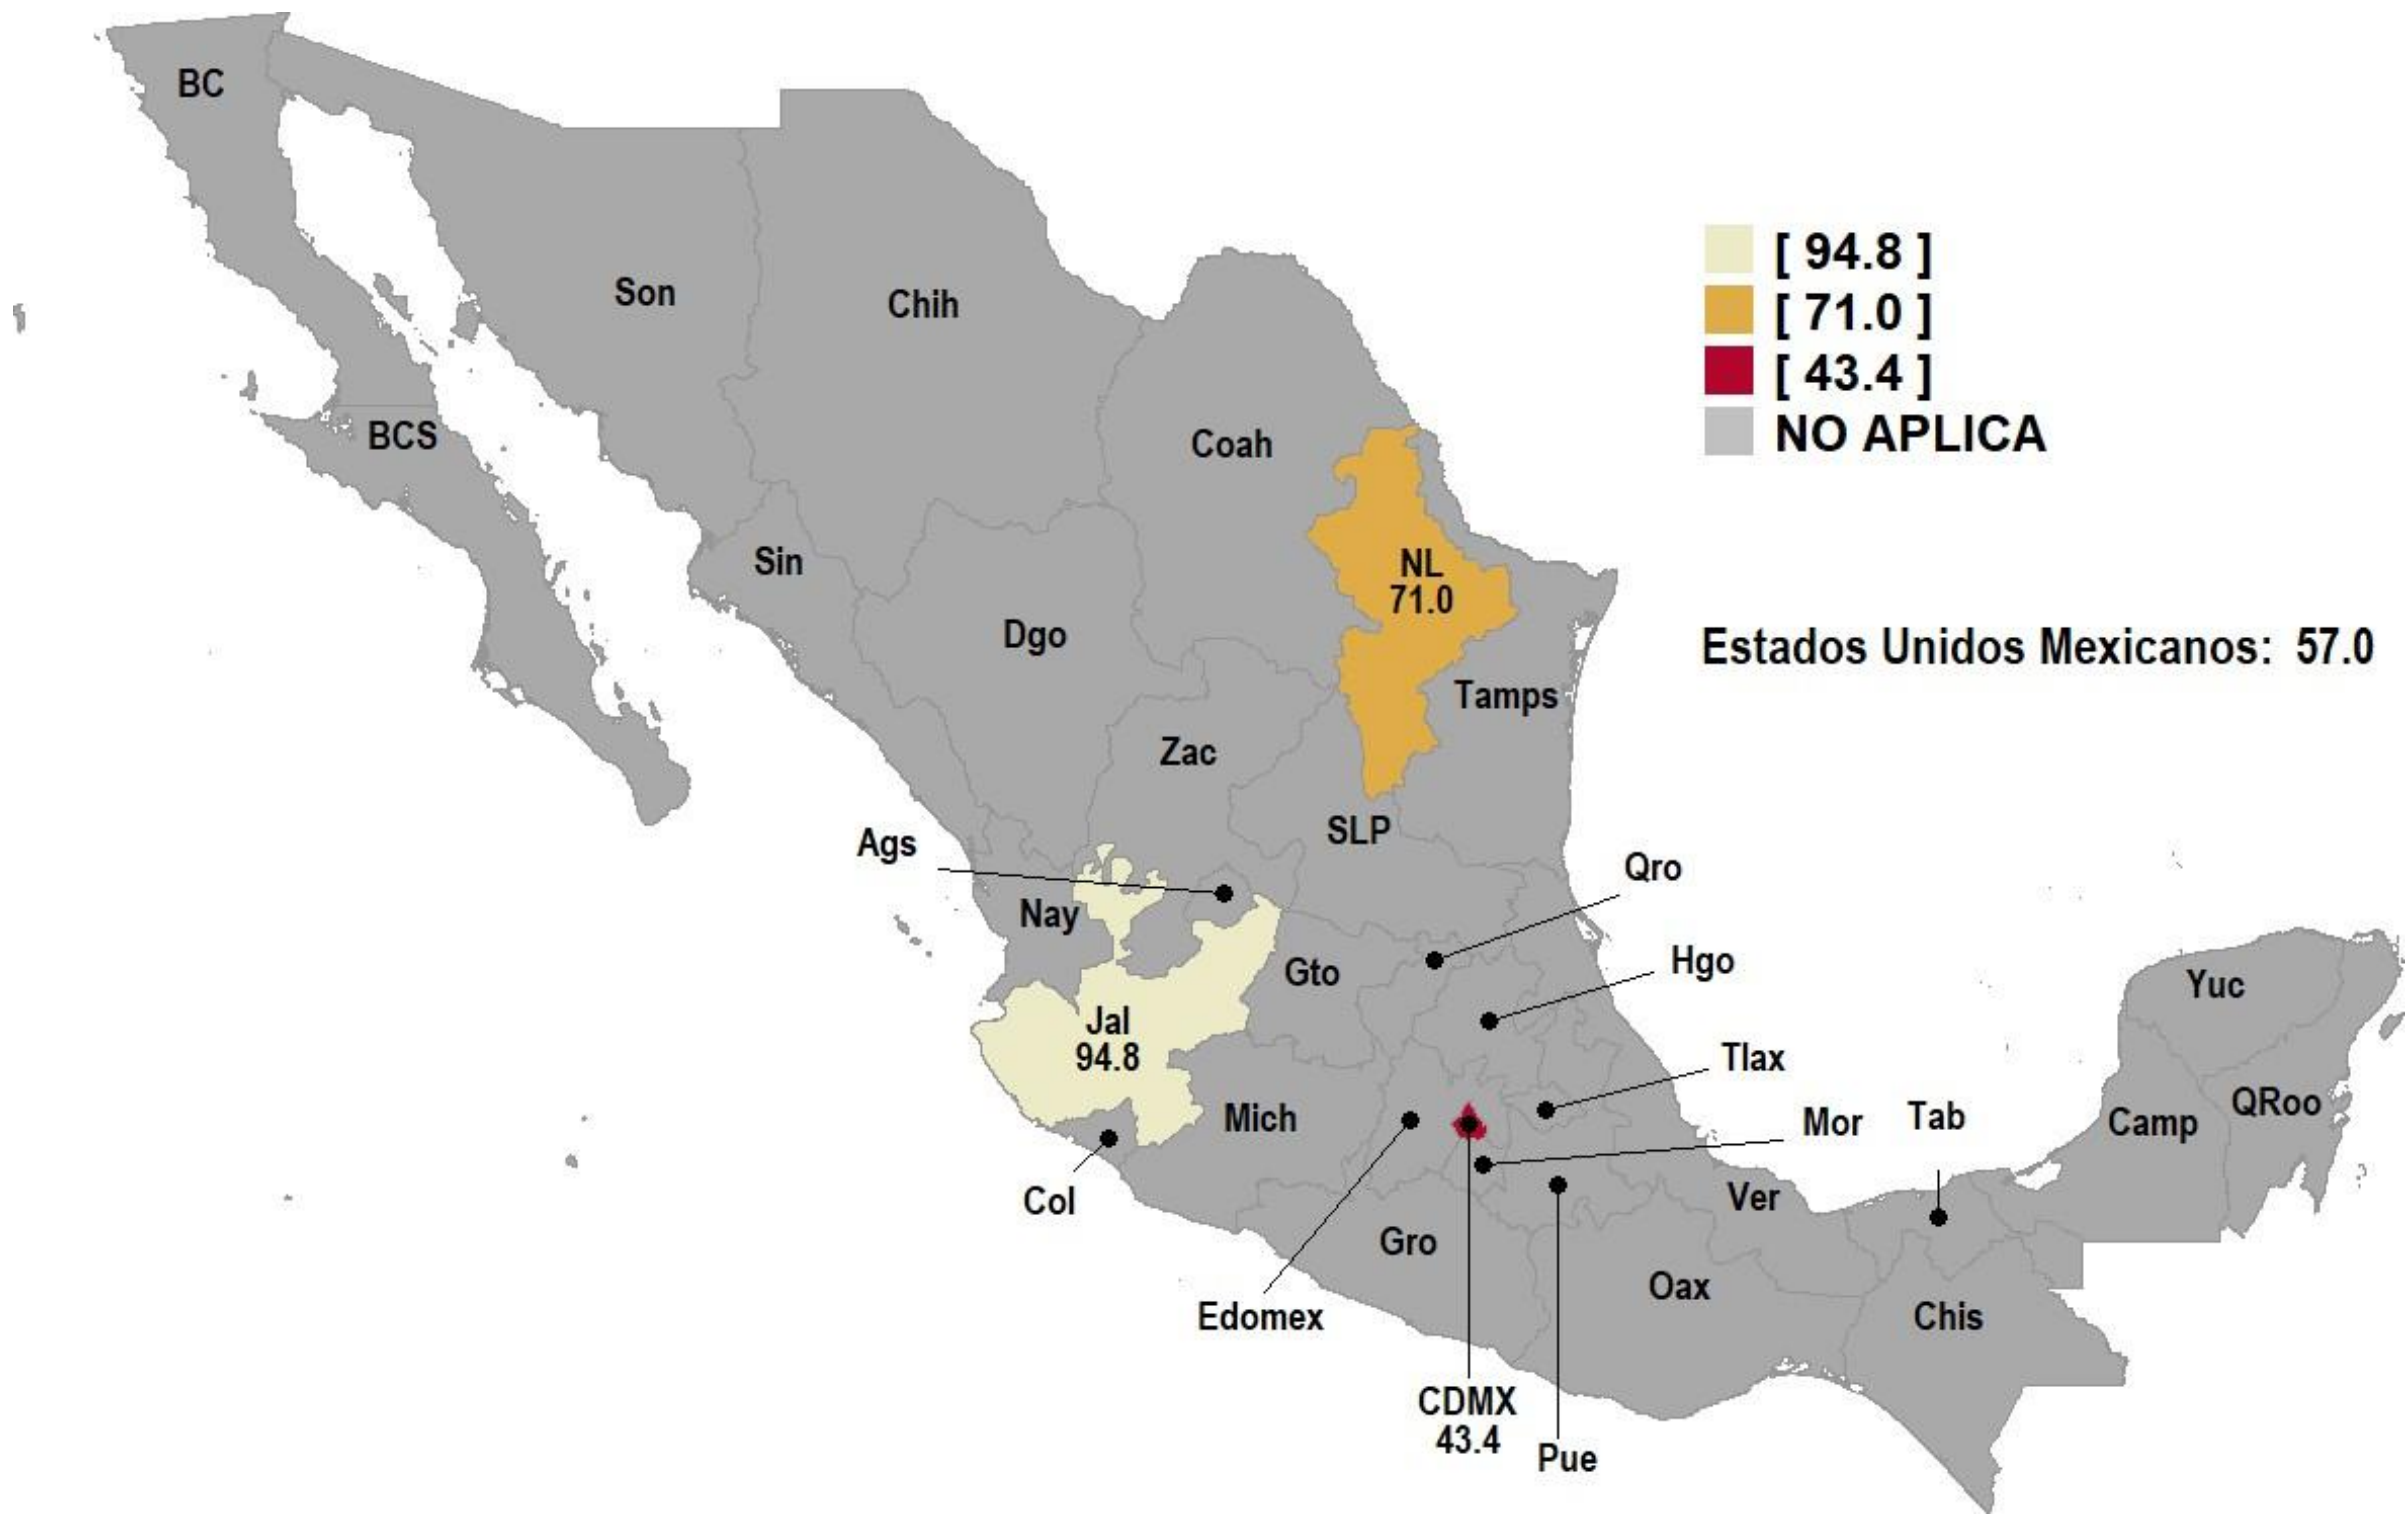 BC
[ 94.8 ]
[ 71.0 ]
[ 43.4 ]
NO APLICA
Son
Chih
BCS
Coah
Sin
NL
71.0
Dgo
Estados Unidos Mexicanos: 57.0
Tamps
Zac
SLP
Ags
Qro
Nay
Gto
Hgo
Yuc
Jal
94.8
Tlax
Mich
Mor
Tab
Camp
QRoo
Col
Ver
Gro
Edomex
Oax
Chis
CDMX
43.4
Pue